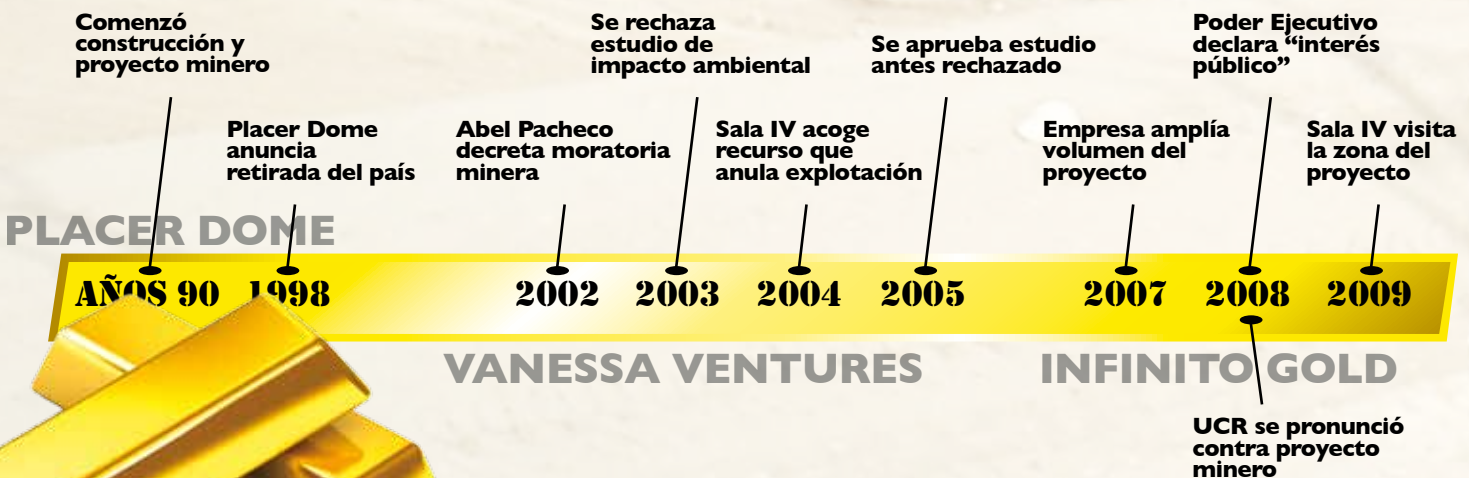 Comenzó
construcción y
proyecto minero
Placer Dome
anuncia
retirada del país
Abel Pacheco
decreta moratoria
minera
Se rechaza
estudio de
impacto ambiental
Sala IV acoge
recurso que
anula explotación
Se aprueba estudio
antes rechazado
Empresa amplía
volumen del
proyecto
Poder Ejecutivo
declara “interés
público”
Sala IV visita
la zona del
proyecto
PLACER DOME
AÑOS 90 1998 2002 2003 2004 2005 2007 2008 2009
VANESSA VENTURES
INFINITO GOLD
UCR se pronunció
contra proyecto
minero